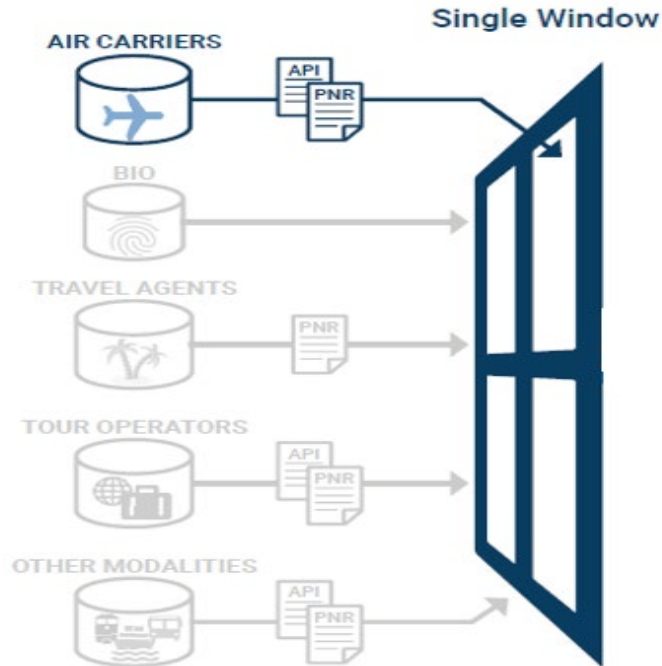 Single Window
AIR CARRIERS
API
PNR
BIO
TRAVEL AGENTS
PNR
TOUR OPERATORS
API
PNR
OTHER MODALITIES
API
PNR